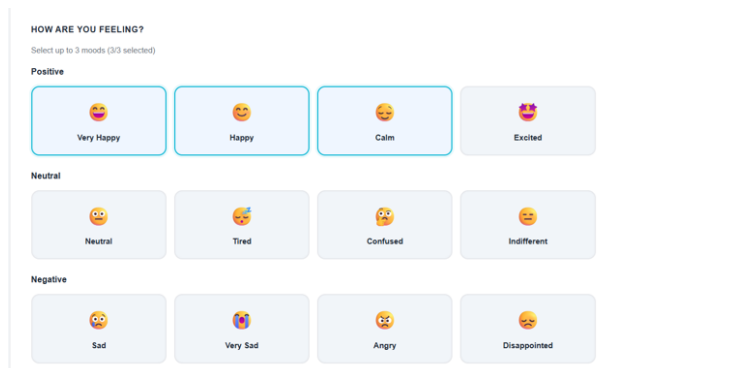 HOW ARE YOU FEELING?
Select up to 3 moods (3/3 selected)
Positive
Very Happy Happy Calm Excited
Neutral
Neutral Tired Confused Indifferent
Negative
Sad Very Sad Angry Disappointed